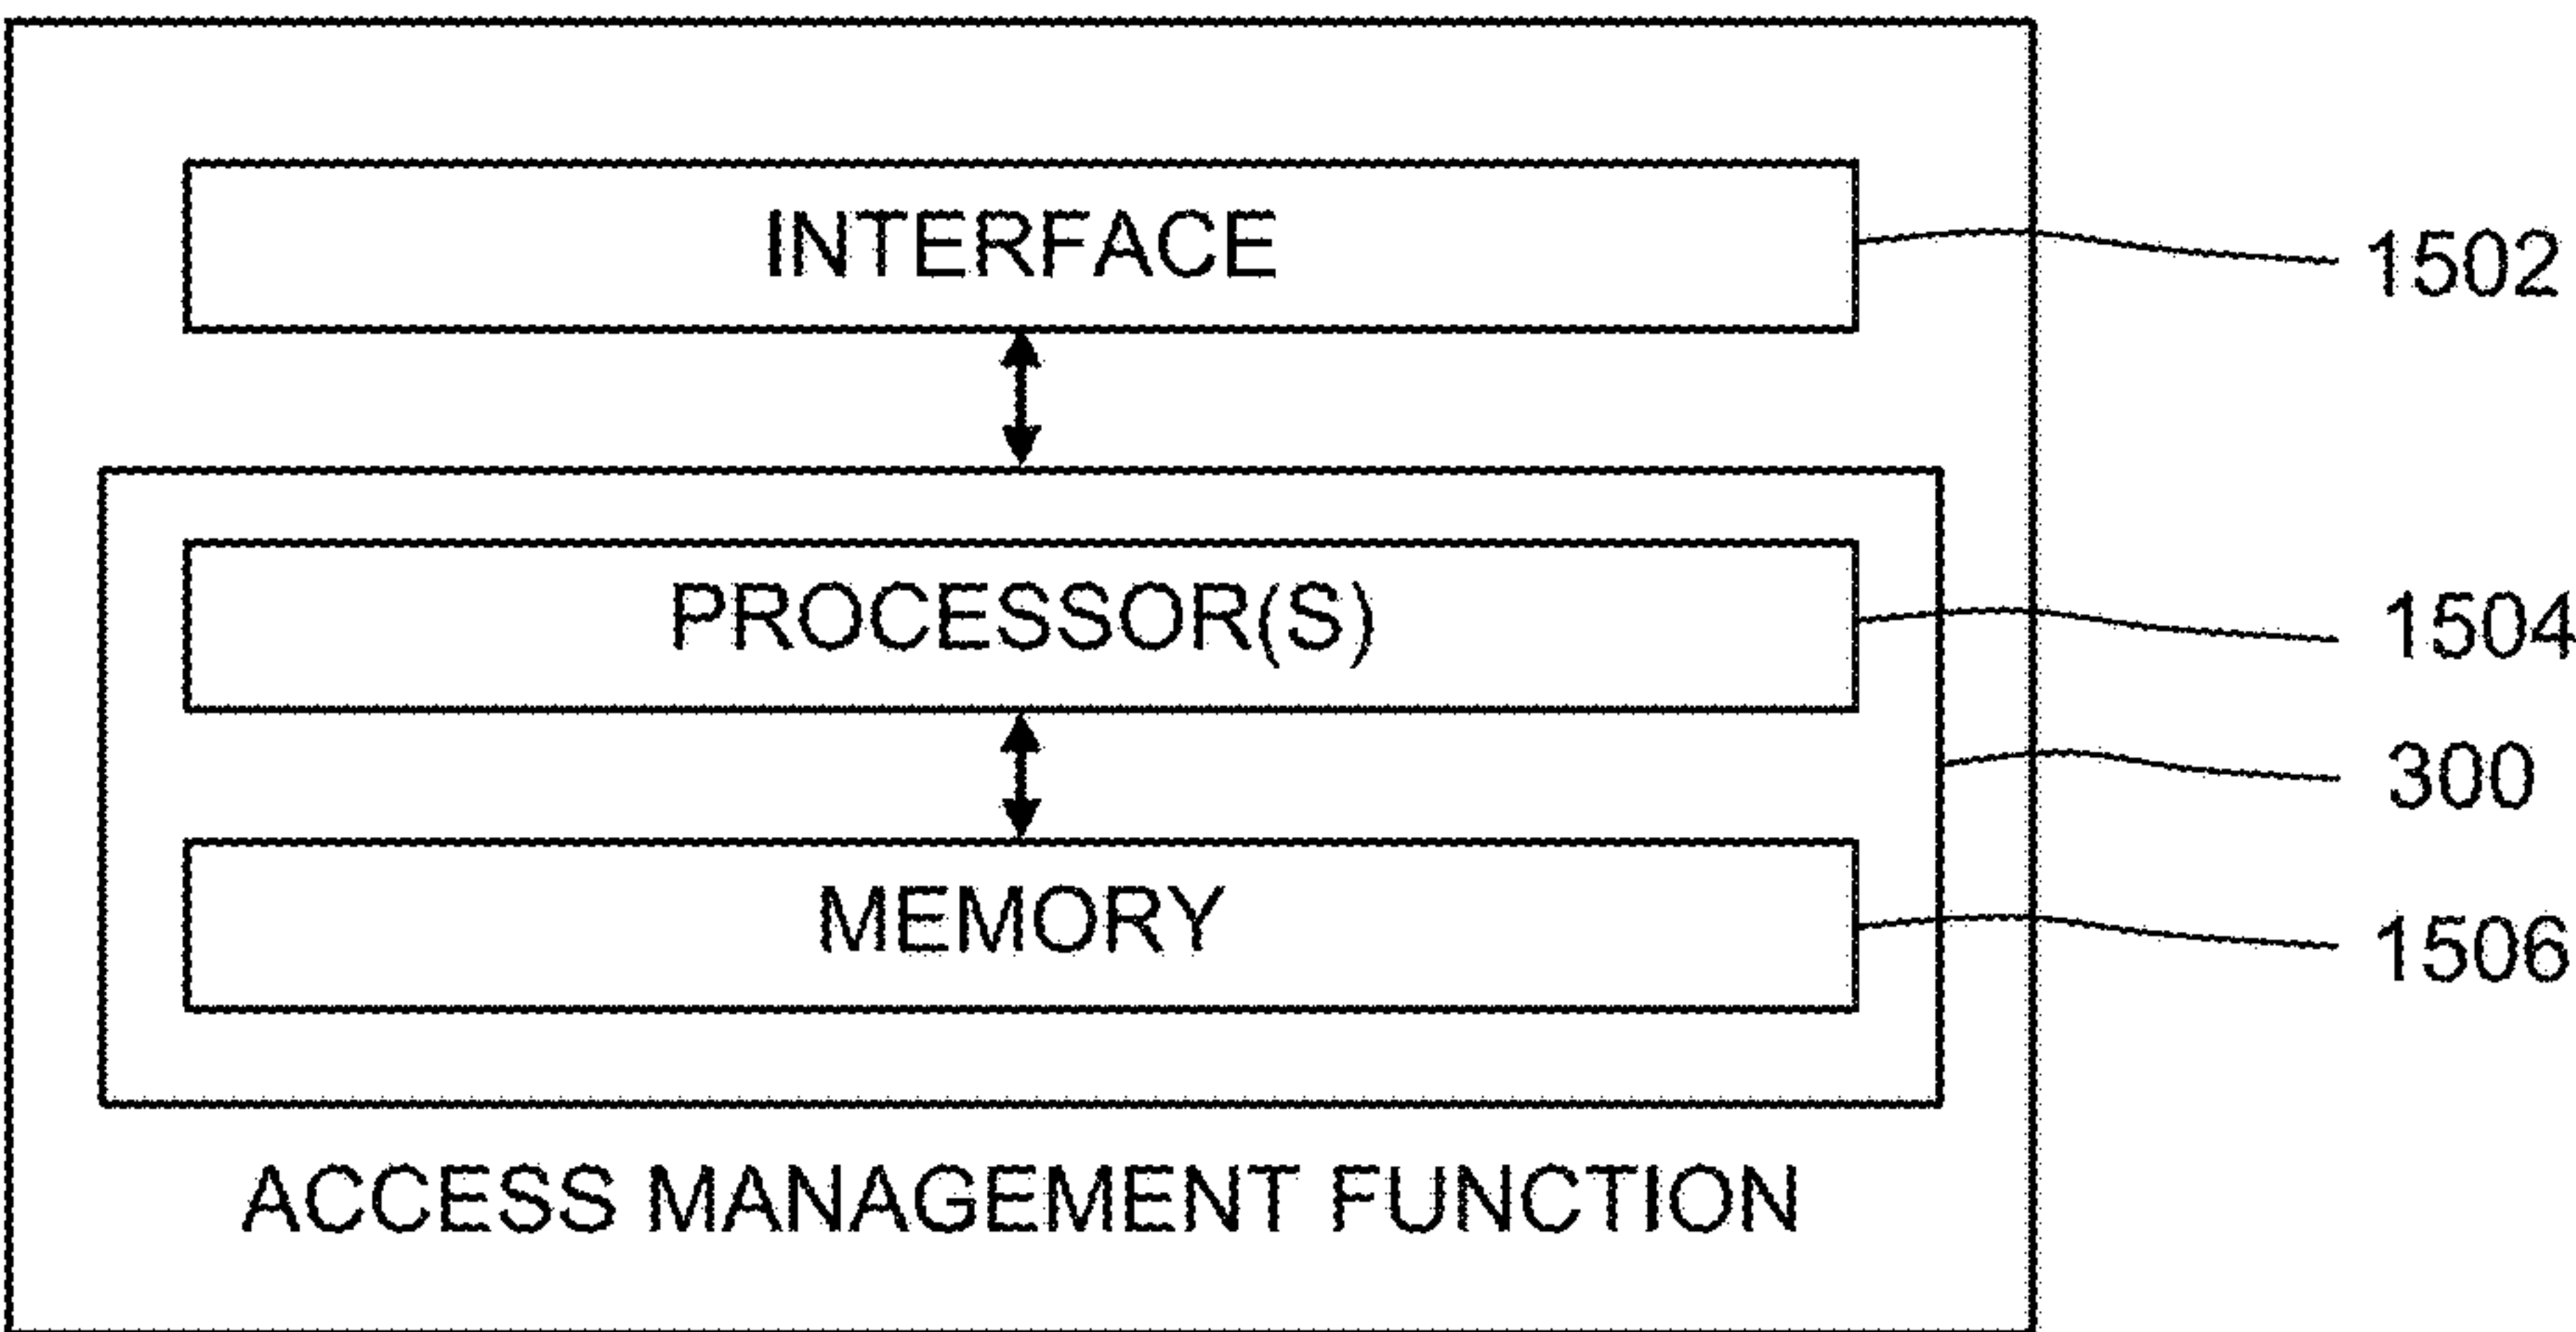 INTERFACE
1502
PROCESSOR(S)
1504
300
MEMORY
1506
ACCESS MANAGEMENT FUNCTION